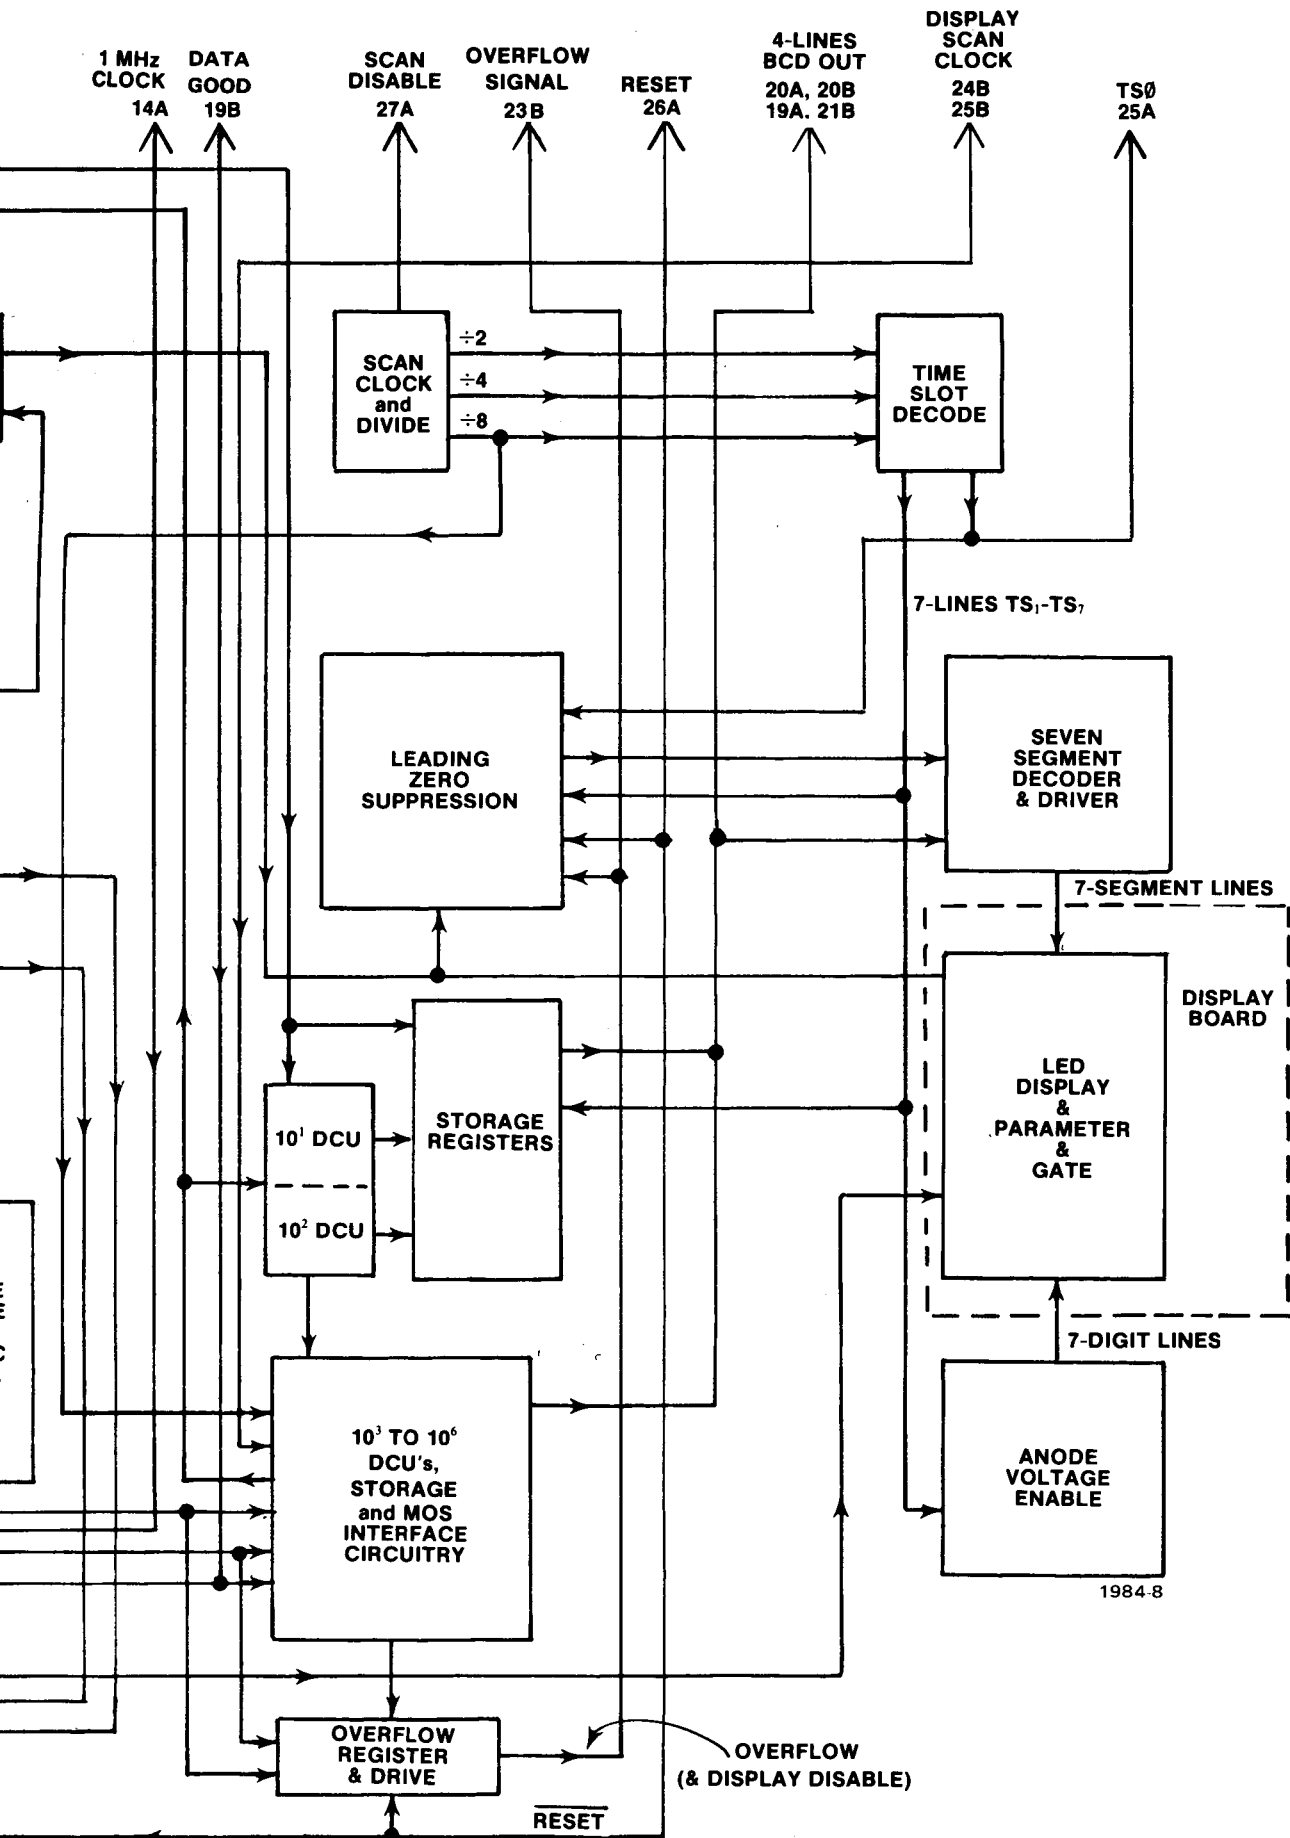 1 MHz
CLOCK
14A
DATA
GOOD
19B
SCAN
DISABLE
27A
OVERFLOW
SIGNAL
23B
RESET
26A
4-LINES
BCD OUT
20A, 20B
19A. 21B
DISPLAY
SCAN
CLOCK
24B
25B
TSØ
25A
SCAN
CLOCK
and
DIVIDE
÷2
÷4
÷8
TIME
SLOT
DECODE
7-LINES TS₁-TS₇
LEADING
ZERO
SUPPRESSION
SEVEN
SEGMENT
DECODER
& DRIVER
7-SEGMENT LINES
DISPLAY
BOARD
LED
DISPLAY
&
PARAMETER
&
GATE
10¹ DCU
10² DCU
STORAGE
REGISTERS
7-DIGIT LINES
10³ TO 10⁶
DCU's,
STORAGE
and MOS
INTERFACE
CIRCUITRY
ANODE
VOLTAGE
ENABLE
1984-8
OVERFLOW
REGISTER
& DRIVE
OVERFLOW
(& DISPLAY DISABLE)
RESET